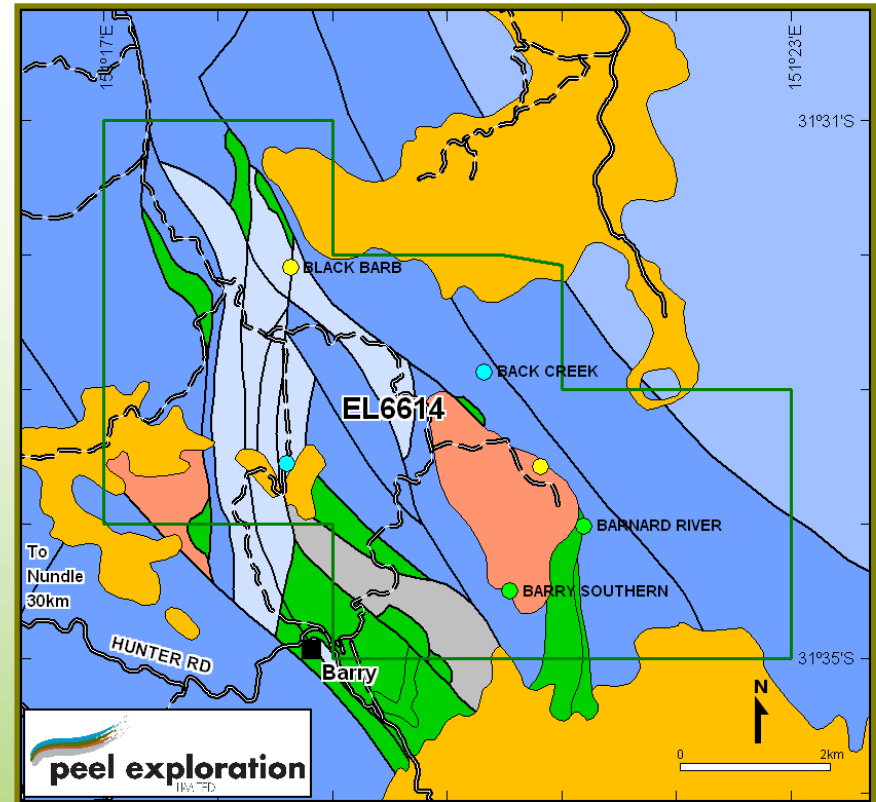 151°17'E
151°23'E
31°31'S
BLACK BARB
BACK CREEK
EL6614
BARNARD RIVER
To
Nundle
30km
BARRY SOUTHERN
HUNTER RD
31°35'S
Barry
N
0 2km
peel exploration